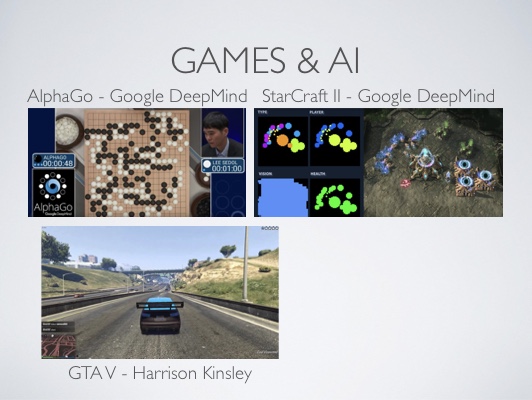 GAMES & AI
AlphaGo - Google DeepMind
StarCraft II - Google DeepMind
ALPHAGO
00:00:48
AlphaGo
Google DeepMind
LEE SEDOL
00:01:00
TYPE
PLAYER
VISION
HEALTH
GTA V - Harrison Kinsley